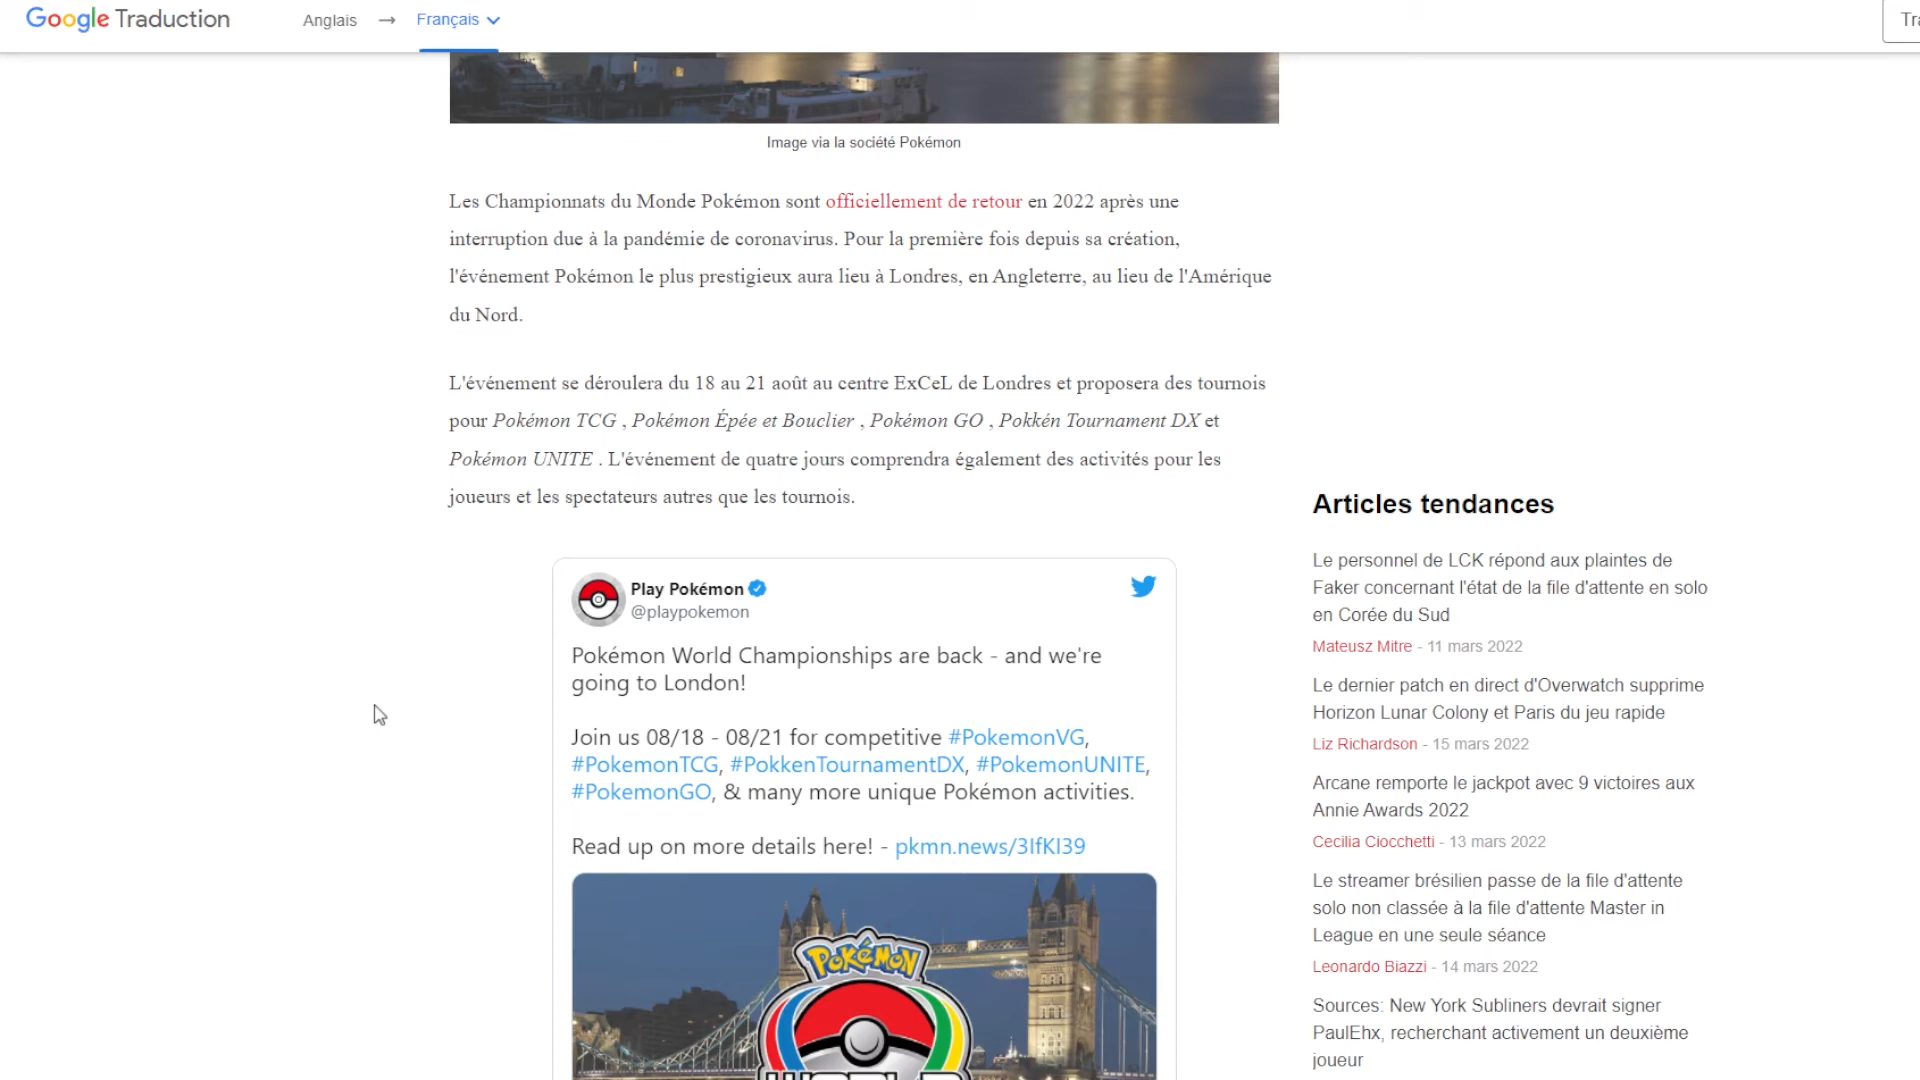 Google Traduction
Anglais → Français
Image via la société Pokémon
Les Championnats du Monde Pokémon sont officiellement de retour en 2022 après une
interruption due à la pandémie de coronavirus. Pour la première fois depuis sa création,
l'événement Pokémon le plus prestigieux aura lieu à Londres, en Angleterre, au lieu de l'Amérique
du Nord.
L'événement se déroulera du 18 au 21 août au centre ExCeL de Londres et proposera des tournois
pour Pokémon TCG , Pokémon Épée et Bouclier , Pokémon GO , Pokkén Tournament DX et
Pokémon UNITE . L'événement de quatre jours comprendra également des activités pour les
joueurs et les spectateurs autres que les tournois.
Play Pokémon
@playpokemon
Pokémon World Championships are back - and we're
going to London!
Join us 08/18 - 08/21 for competitive #PokemonVG,
#PokemonTCG, #PokkenTournamentDX, #PokemonUNITE,
#PokemonGO, & many more unique Pokémon activities.
Read up on more details here! - pkmn.news/3IfKI39
POKéMON
WORLD
Articles tendances
Le personnel de LCK répond aux plaintes de
Faker concernant l'état de la file d'attente en solo
en Corée du Sud
Mateusz Mitre - 11 mars 2022
Le dernier patch en direct d'Overwatch supprime
Horizon Lunar Colony et Paris du jeu rapide
Liz Richardson - 15 mars 2022
Arcane remporte le jackpot avec 9 victoires aux
Annie Awards 2022
Cecilia Ciocchetti - 13 mars 2022
Le streamer brésilien passe de la file d'attente
solo non classée à la file d'attente Master in
League en une seule séance
Leonardo Biazzi - 14 mars 2022
Sources: New York Subliners devrait signer
PaulEhx, recherchant activement un deuxième
joueur